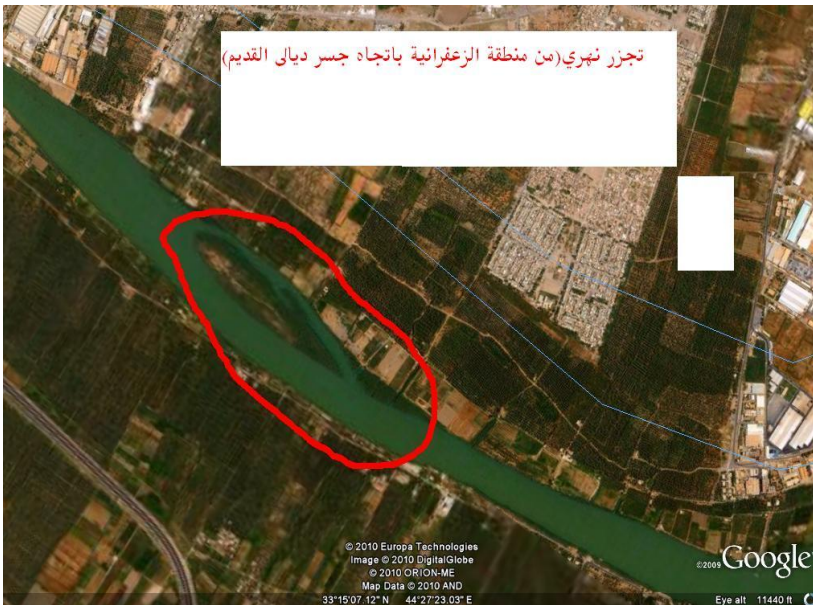 تجزر نهري(من منطقة الزعفرانية باتجاه جسر ديالى القديم)
© 2010 Europa Technologies
Image © 2010 DigitalGlobe
© 2010 ORION-ME
Map Data © 2010 AND
©2009 Google
33°15'07.12" N 44°27'23.03" E
Eye alt 11440 ft